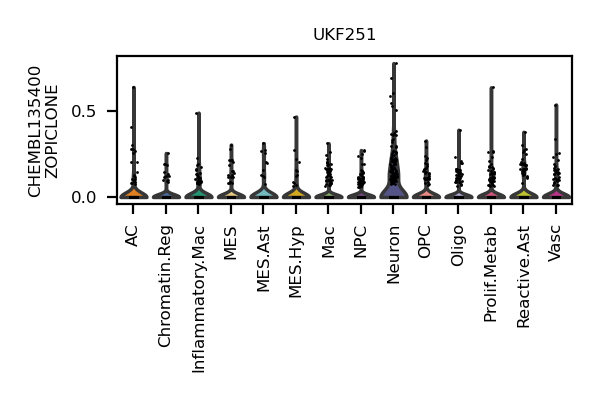 UKF251
CHEMBL135400
ZOPICLONE
0.5
0.0
AC
Chromatin.Reg
Inflammatory.Mac
MES
MES.Ast
MES.Hyp
Mac
NPC
Neuron
OPC
Oligo
Prolif.Metab
Reactive.Ast
Vasc